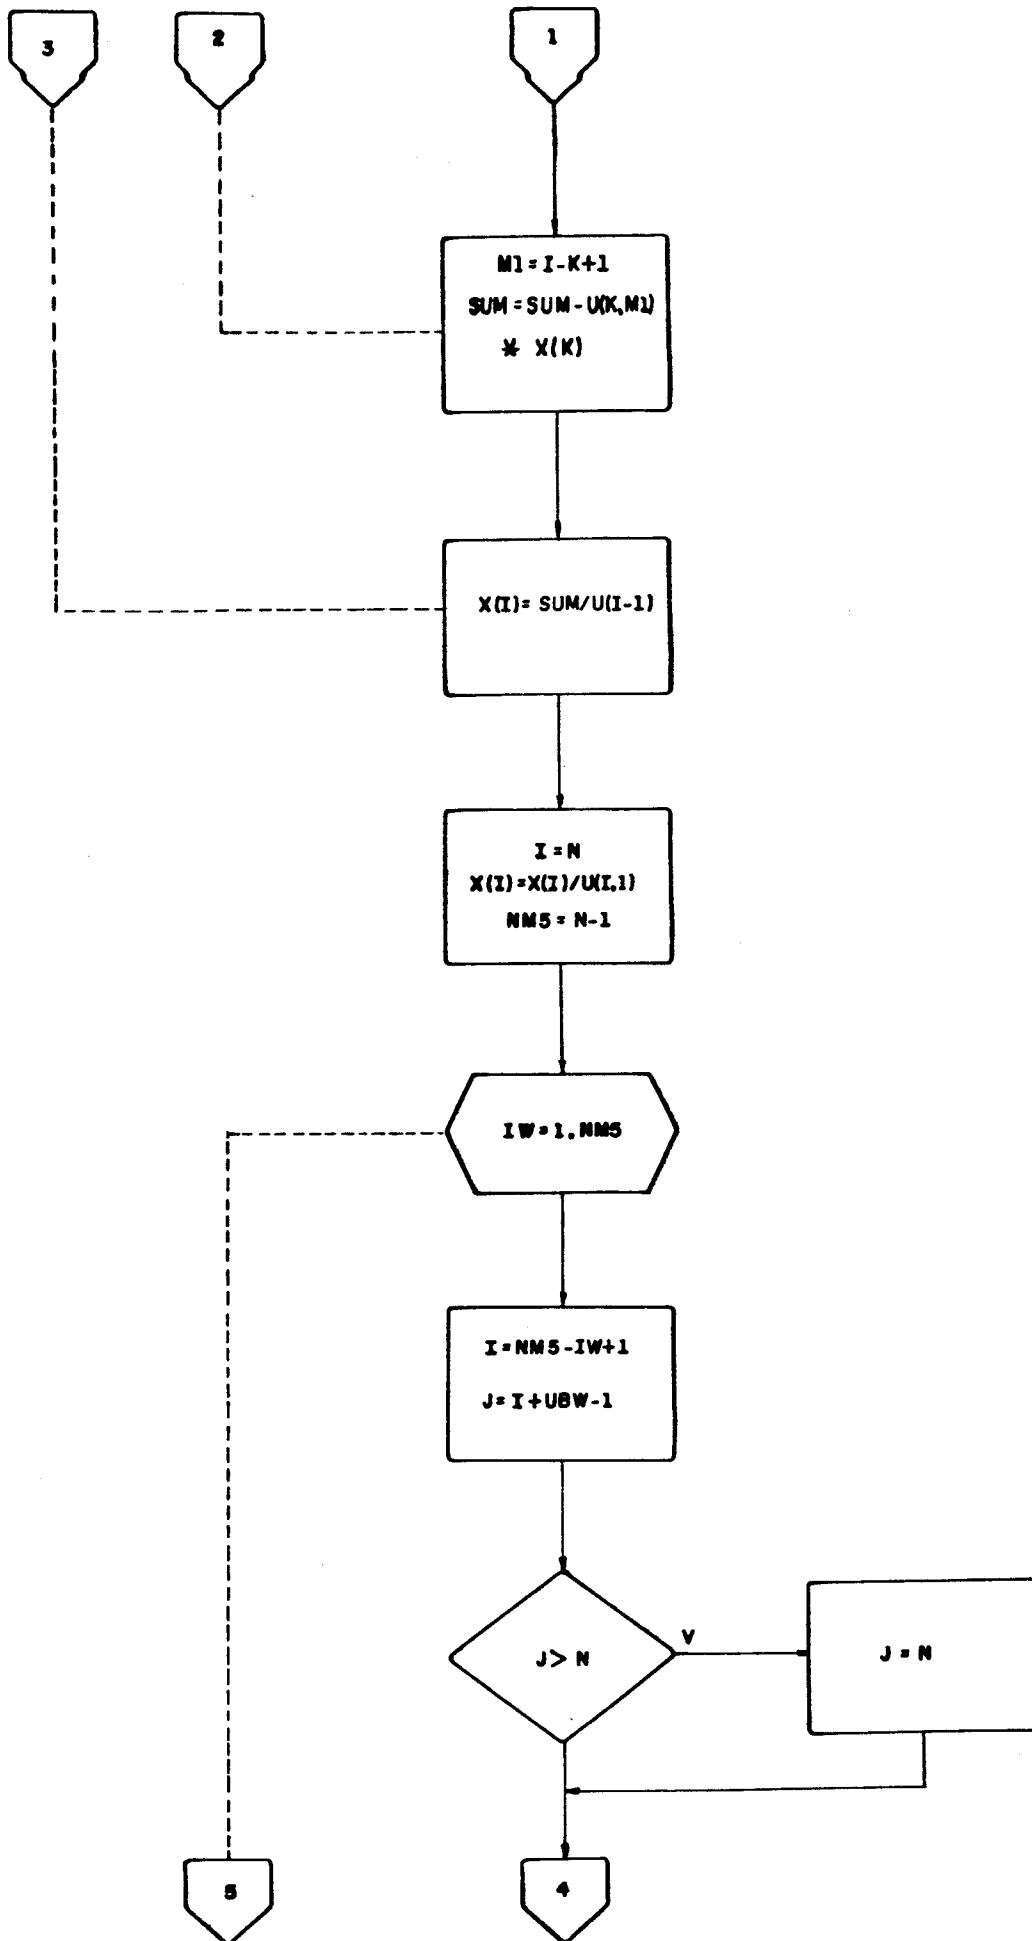 3
2
1
M1=I-K+1
SUM=SUM-U(K,M1)
* X(K)
X(I)= SUM/U(I-1)
I=N
X(I)=X(I)/U(I,1)
NM5=N-1
IW=1,NM5
I=NM5-IW+1
J=I+UBW-1
J>N
V
J=N
5
4